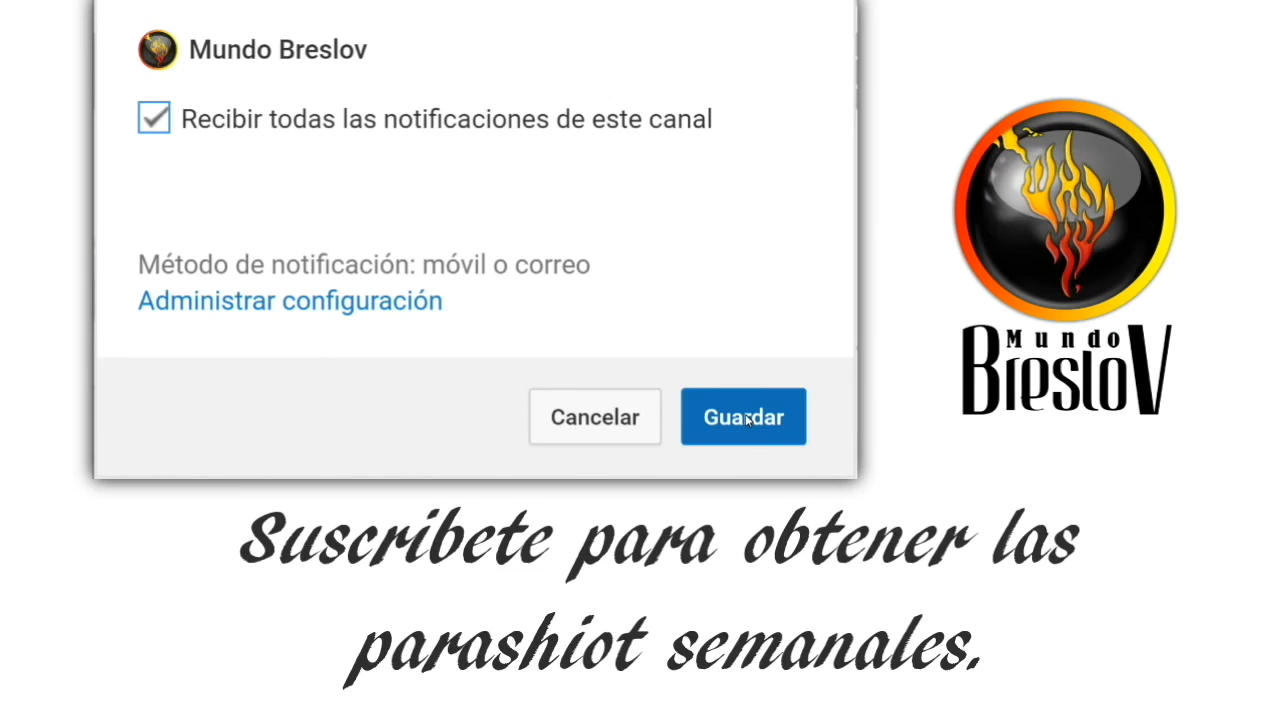 Mundo Breslov
Recibir todas las notificaciones de este canal
Método de notificación: móvil o correo
Administrar configuración
Cancelar
Guardar
Mundo
Breslov
Suscribete para obtener las
parashiot semanales.